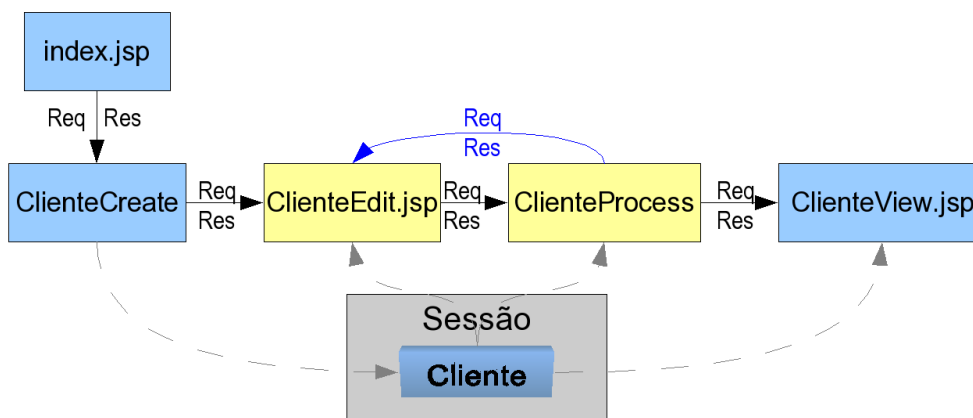 index.jsp
Req Res
Req
Res
ClienteCreate
Req
Res
ClienteEdit.jsp
Req
Res
ClienteProcess
Req
Res
ClienteView.jsp
Sessão
Cliente